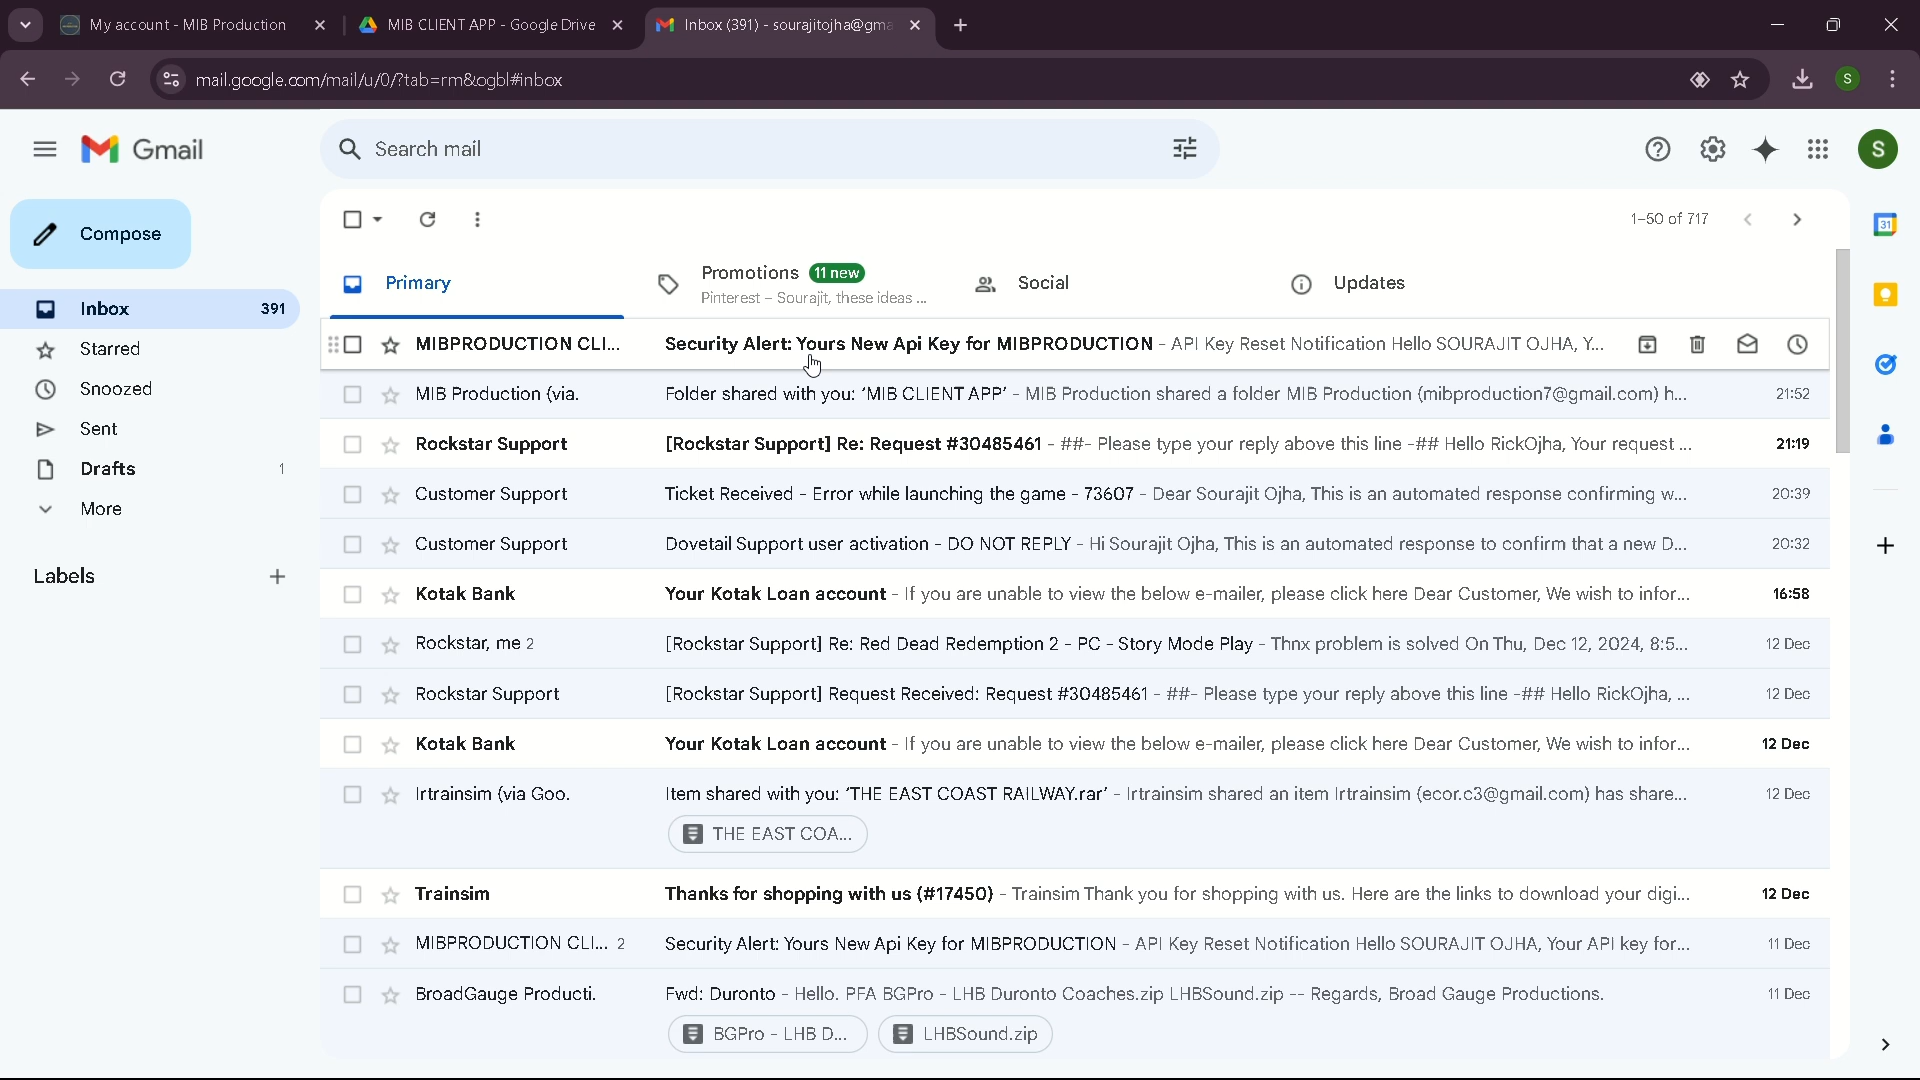 My account - MIB Production
MIB CLIENT APP - Google Drive
Inbox (391) - sourajitojha@gma
mail.google.com/mail/u/0/?tab=rm&ogbl#inbox
S
Gmail
Search mail
S
Compose
1–50 of 717
Primary
Promotions 11 new
Pinterest – Sourajit, these ideas ...
Social
Updates
Inbox 391
Starred
Snoozed
Sent
Drafts 1
More
Labels
MIBPRODUCTION CLI... Security Alert: Yours New Api Key for MIBPRODUCTION - API Key Reset Notification Hello SOURAJIT OJHA, Y...
MIB Production (via. Folder shared with you: ‘MIB CLIENT APP’ - MIB Production shared a folder MIB Production (mibproduction7@gmail.com) h... 21:52
Rockstar Support [Rockstar Support] Re: Request #30485461 - ##- Please type your reply above this line -## Hello RickOjha, Your request ... 21:19
Customer Support Ticket Received - Error while launching the game - 73607 - Dear Sourajit Ojha, This is an automated response confirming w... 20:39
Customer Support Dovetail Support user activation - DO NOT REPLY - Hi Sourajit Ojha, This is an automated response to confirm that a new D... 20:32
Kotak Bank Your Kotak Loan account - If you are unable to view the below e-mailer, please click here Dear Customer, We wish to infor... 16:58
Rockstar, me 2 [Rockstar Support] Re: Red Dead Redemption 2 - PC - Story Mode Play - Thnx problem is solved On Thu, Dec 12, 2024, 8:5... 12 Dec
Rockstar Support [Rockstar Support] Request Received: Request #30485461 - ##- Please type your reply above this line -## Hello RickOjha, ... 12 Dec
Kotak Bank Your Kotak Loan account - If you are unable to view the below e-mailer, please click here Dear Customer, We wish to infor... 12 Dec
Irtrainsim (via Goo. Item shared with you: ‘THE EAST COAST RAILWAY.rar’ - Irtrainsim shared an item Irtrainsim (ecor.c3@gmail.com) has share... 12 Dec
THE EAST COA...
Trainsim Thanks for shopping with us (#17450) - Trainsim Thank you for shopping with us. Here are the links to download your digi... 12 Dec
MIBPRODUCTION CLI... 2 Security Alert: Yours New Api Key for MIBPRODUCTION - API Key Reset Notification Hello SOURAJIT OJHA, Your API key for... 11 Dec
BroadGauge Producti. Fwd: Duronto - Hello. PFA BGPro - LHB Duronto Coaches.zip LHBSound.zip -- Regards, Broad Gauge Productions. 11 Dec
BGPro - LHB D... LHBSound.zip
31